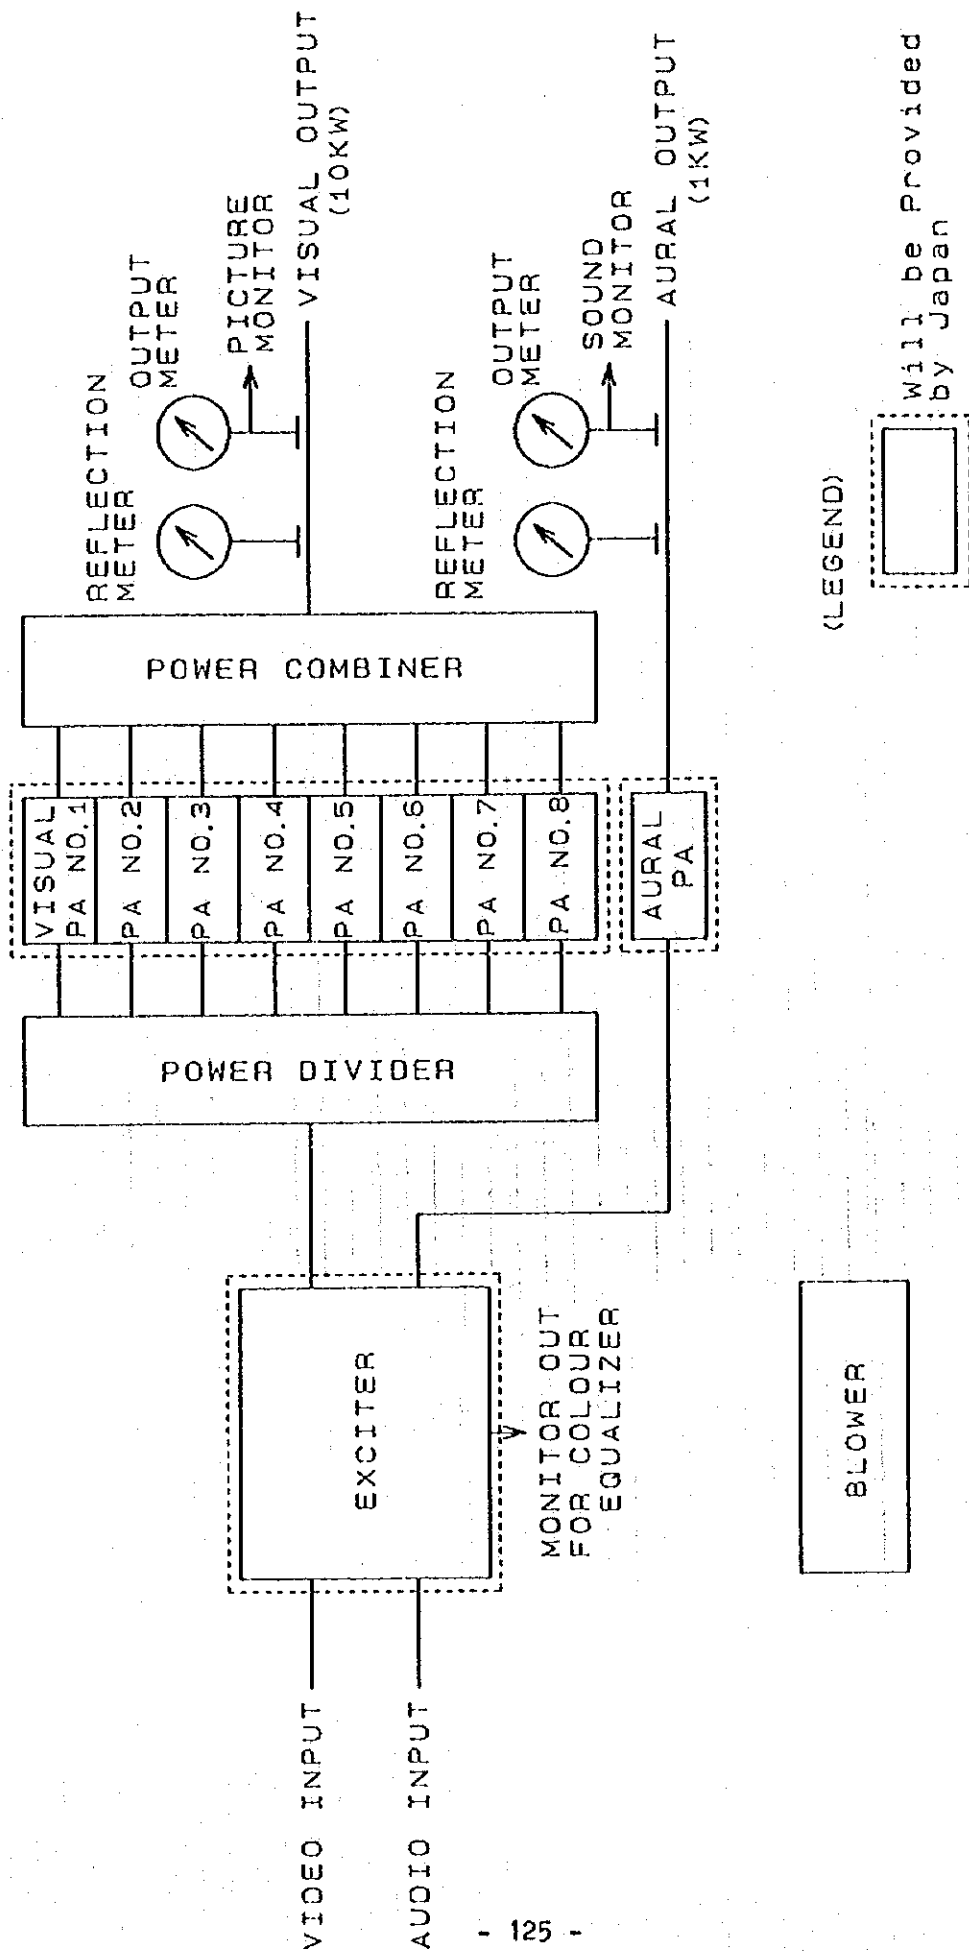 VIDEO INPUT
AUDIO INPUT
EXCITER
MONITOR OUT
FOR COLOUR
EQUALIZER
BLOWER
POWER DIVIDER
VISUAL
PA NO.1
PA NO.2
PA NO.3
PA NO.4
PA NO.5
PA NO.6
PA NO.7
PA NO.8
AURAL
PA
POWER COMBINER
REFLECTION
METER
OUTPUT
METER
PICTURE
MONITOR
VISUAL OUTPUT
(10KW)
REFLECTION
METER
OUTPUT
METER
SOUND
MONITOR
AURAL OUTPUT
(1KW)
(LEGEND)
Will be Provided
by Japan
- 125 -